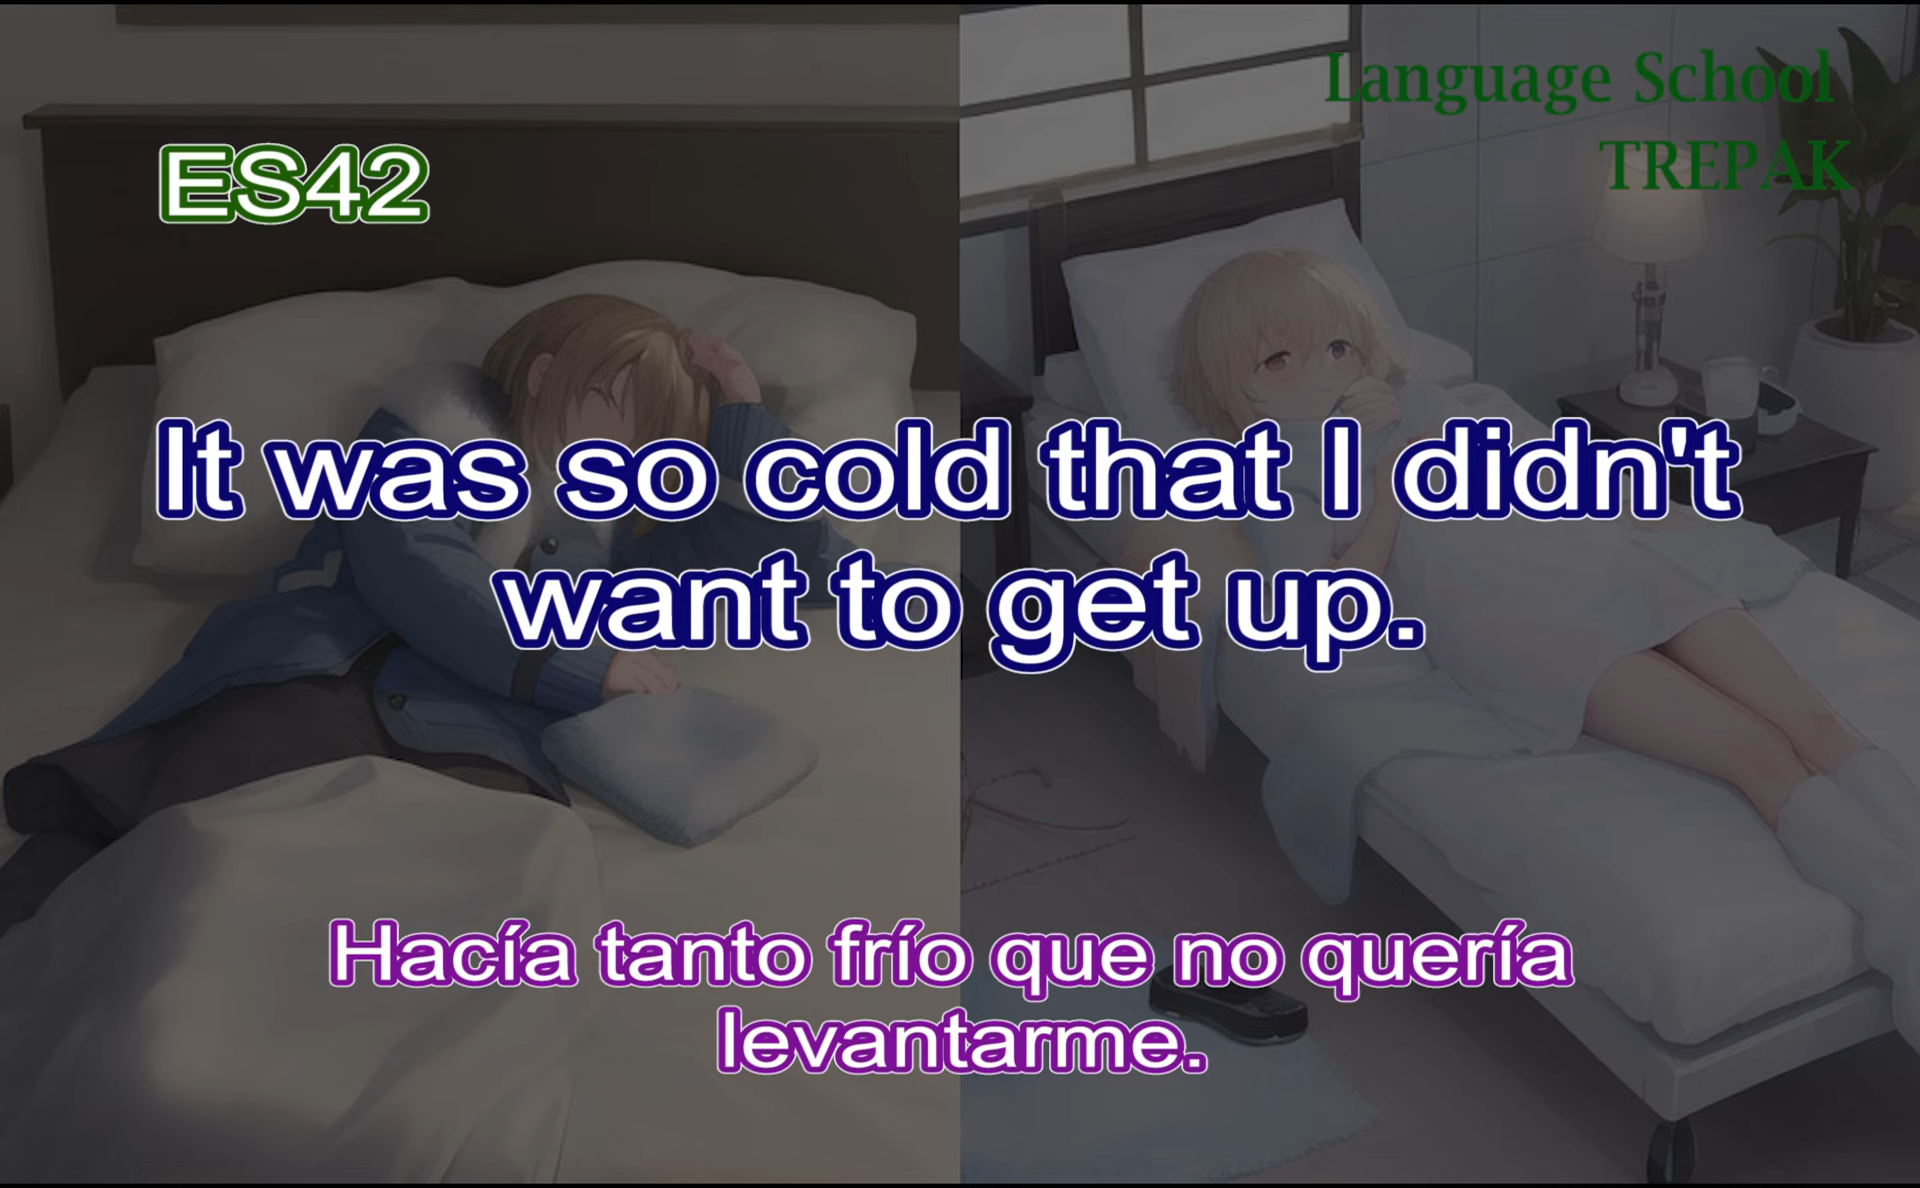 Language School
TREPAK
ES42
It was so cold that I didn't
want to get up.
Hacía tanto frío que no quería
levantarme.